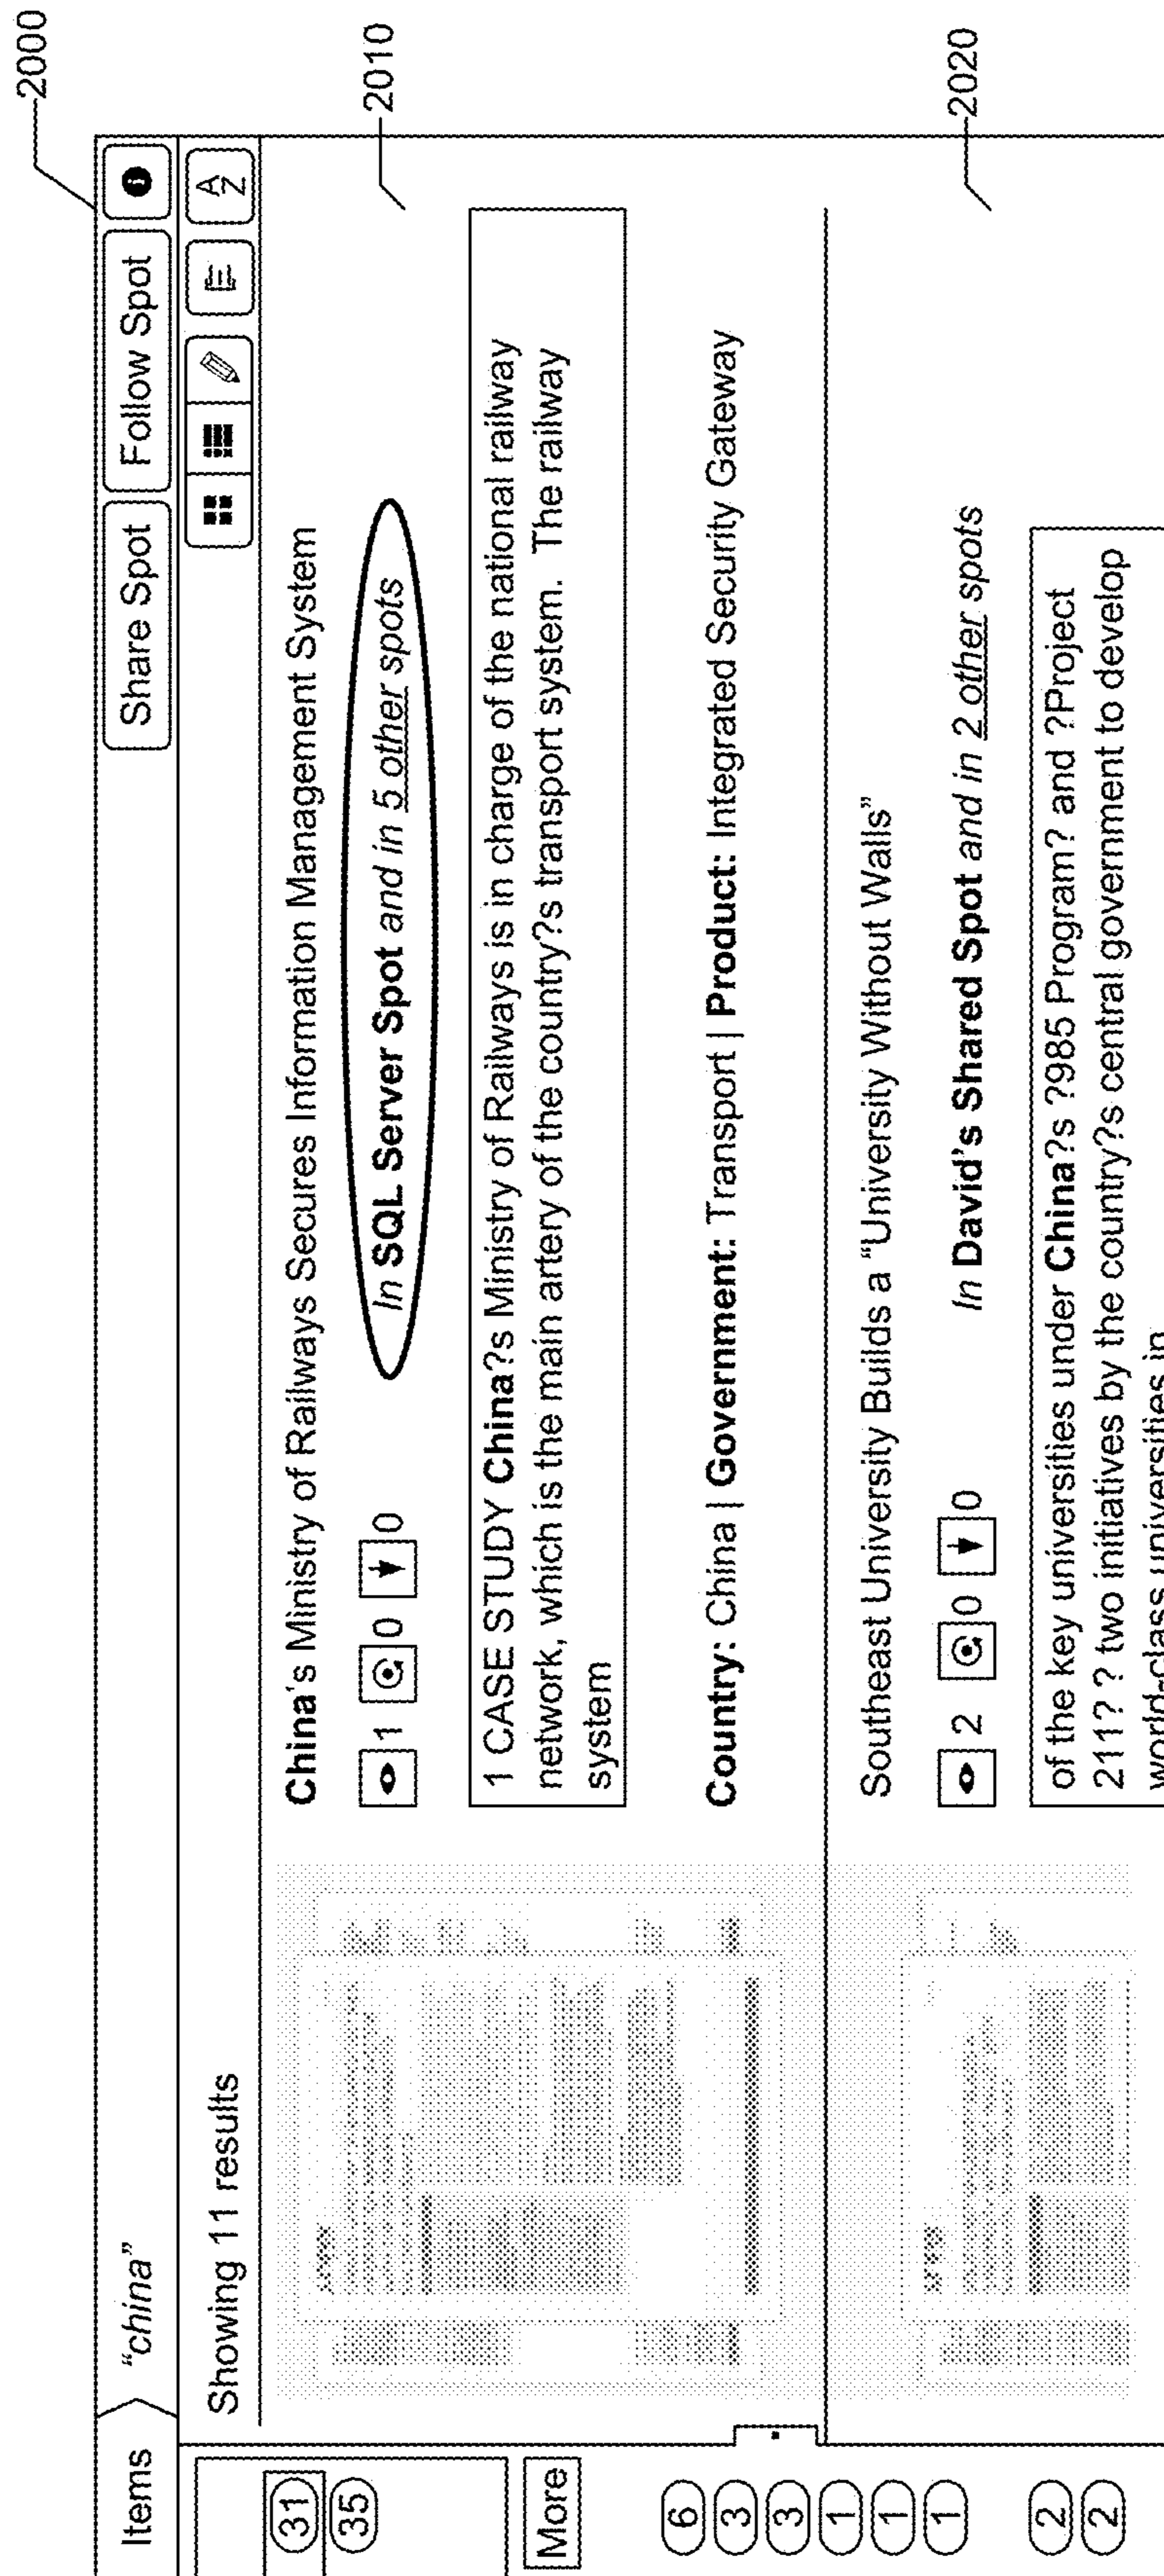 2000
Items
“china”
Share Spot
Follow Spot
i
Showing 11 results
A
Z
31
35
More
6
3
3
1
1
1
2
2
China's Ministry of Railways Secures Information Management System
2010
1 0 0 In SQL Server Spot and in 5 other spots
1 CASE STUDY China?s Ministry of Railways is in charge of the national railway
network, which is the main artery of the country?s transport system. The railway
system
Country: China | Government: Transport | Product: Integrated Security Gateway
Southeast University Builds a “University Without Walls”
2020
2 0 0 In David's Shared Spot and in 2 other spots
of the key universities under China?s ?985 Program? and ?Project
211? ? two initiatives by the country?s central government to develop
world-class universities in